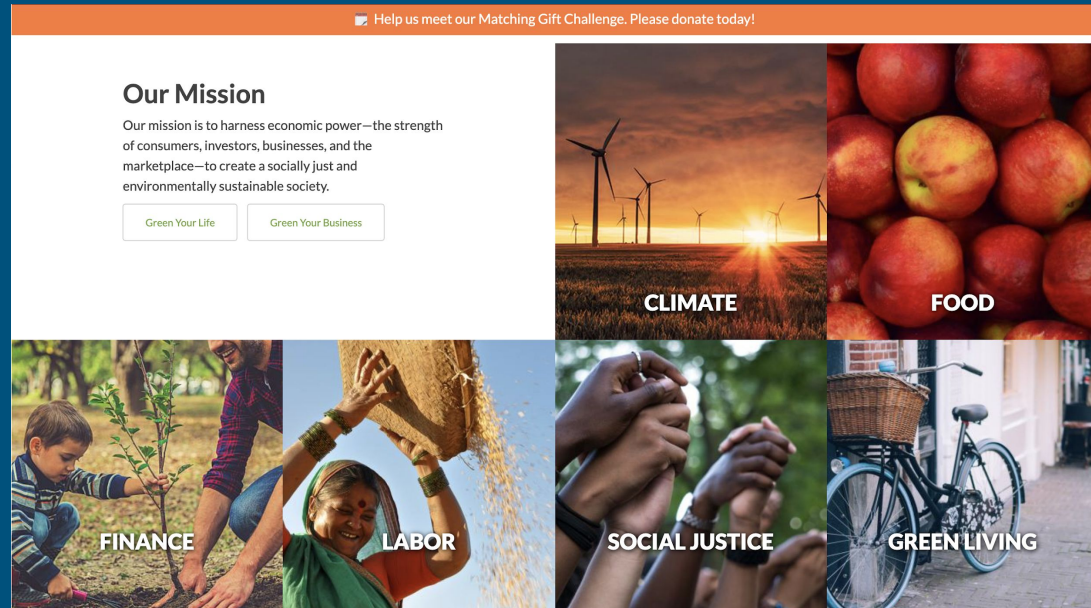 Help us meet our Matching Gift Challenge. Please donate today!
Our Mission
Our mission is to harness economic power—the strength
of consumers, investors, businesses, and the
marketplace—to create a socially just and
environmentally sustainable society.
Green Your Life
Green Your Business
CLIMATE
FOOD
FINANCE
LABOR
SOCIAL JUSTICE
GREEN LIVING